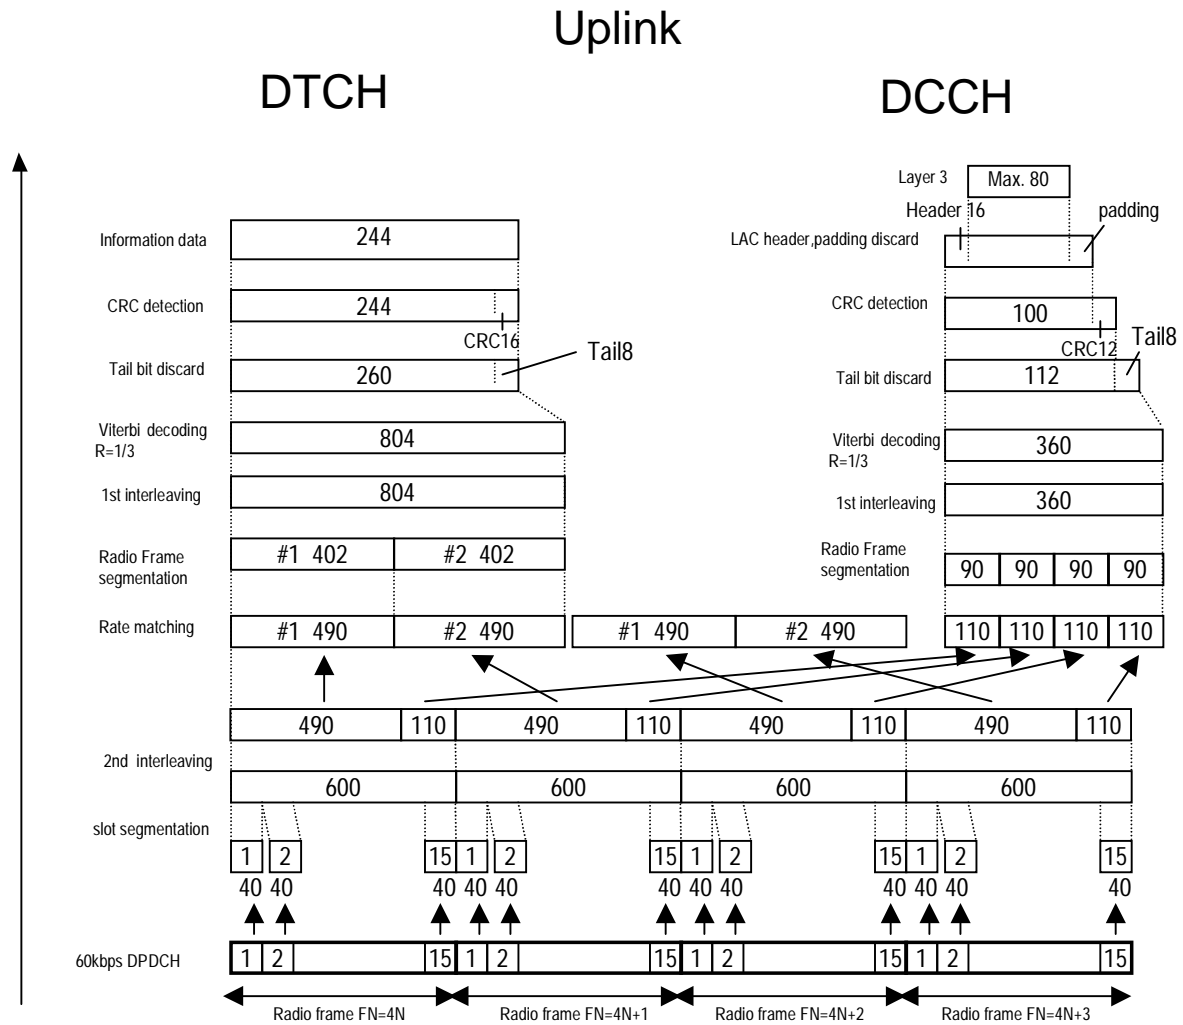 Uplink
DTCH
DCCH
Layer 3
Max. 80
Header 16
padding
Information data
244
LAC header,padding discard
CRC detection
244
CRC16
CRC detection
100
CRC12
Tail bit discard
260
Tail8
Tail bit discard
112
Tail8
Viterbi decoding
R=1/3
804
Viterbi decoding
R=1/3
360
1st interleaving
804
1st interleaving
360
Radio Frame
segmentation
#1 402
#2 402
Radio Frame
segmentation
90 90 90 90
Rate matching
#1 490
#2 490
#1 490
#2 490
110 110 110 110
490 110 490 110 490 110 490 110
2nd interleaving
600 600 600 600
slot segmentation
1 2 15 1 2 15 1 2 15 1 2 15
40 40 40 40 40 40 40 40 40 40 40 40
60kbps DPDCH
1 2 15 1 2 15 1 2 15 1 2 15
Radio frame FN=4N
Radio frame FN=4N+1
Radio frame FN=4N+2
Radio frame FN=4N+3